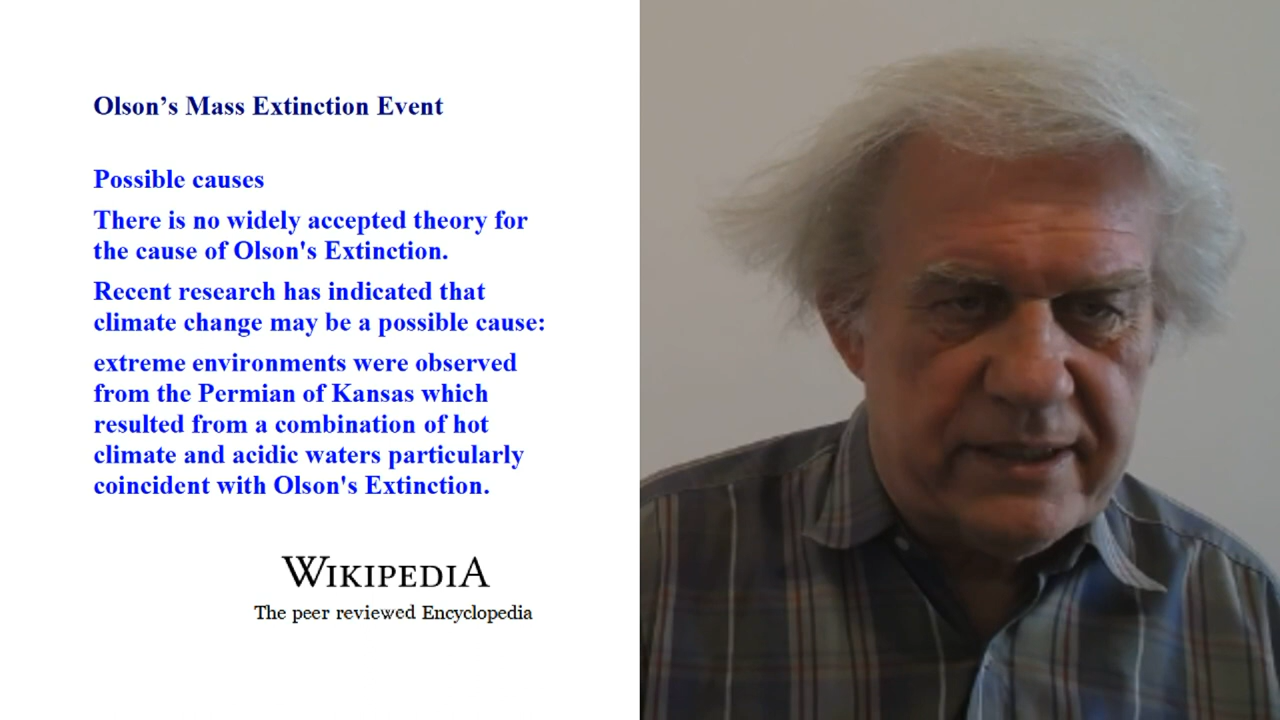 Olson’s Mass Extinction Event
Possible causes
There is no widely accepted theory for
the cause of Olson's Extinction.
Recent research has indicated that
climate change may be a possible cause:
extreme environments were observed
from the Permian of Kansas which
resulted from a combination of hot
climate and acidic waters particularly
coincident with Olson's Extinction.
WIKIPEDIA
The peer reviewed Encyclopedia